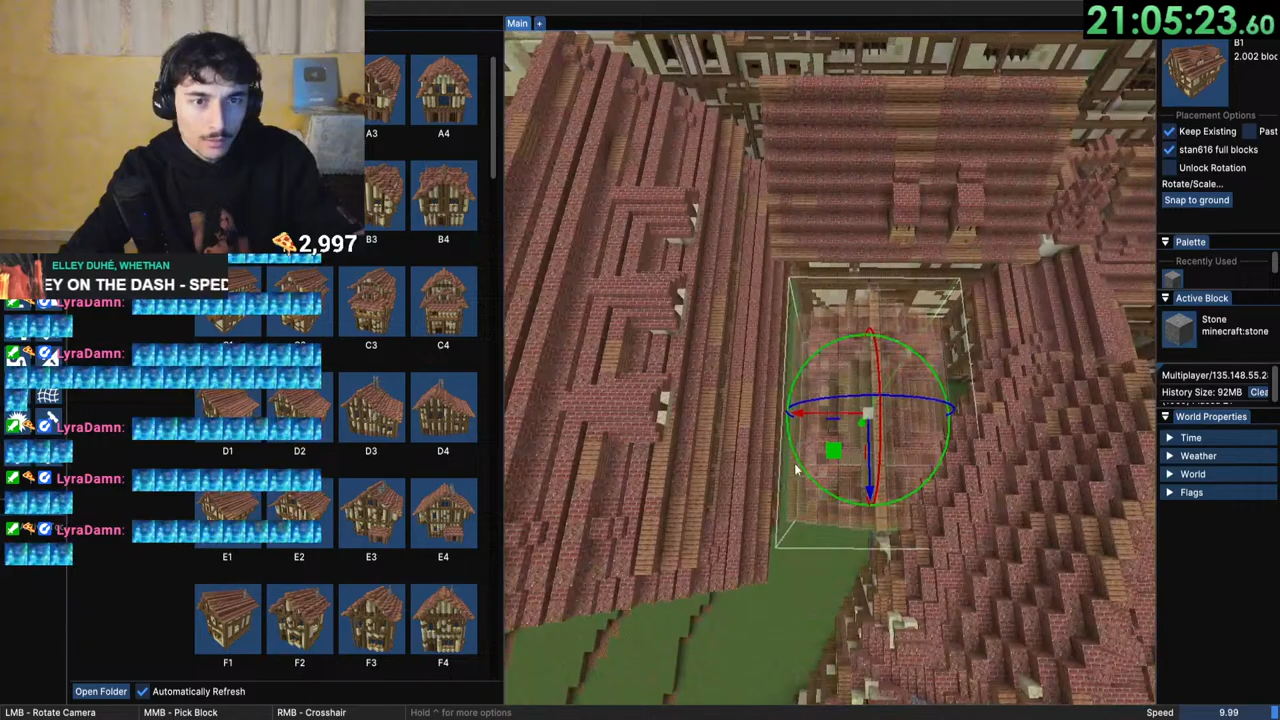 21:05:23.60
Main
+
B1
2.002 bloc
Placement Options
Keep Existing
Past
stan616 full blocks
Unlock Rotation
Rotate/Scale...
Snap to ground
Palette
Recently Used
Active Block
Stone
minecraft:stone
Multiplayer/135.148.55.2
History Size: 92MB
Clea
World Properties
Time
Weather
World
Flags
A3
A4
B3
B4
C3
C4
D1
D2
D3
D4
E1
E2
E3
E4
F1
F2
F3
F4
2,997
ELLEY DUHÉ, WHETHAN
EY ON THE DASH - SPED
LyraDamn:
LyraDamn:
LyraDamn:
LyraDamn:
LyraDamn:
Open Folder
Automatically Refresh
LMB - Rotate Camera
MMB - Pick Block
RMB - Crosshair
Hold ^ for more options
Speed
9.99